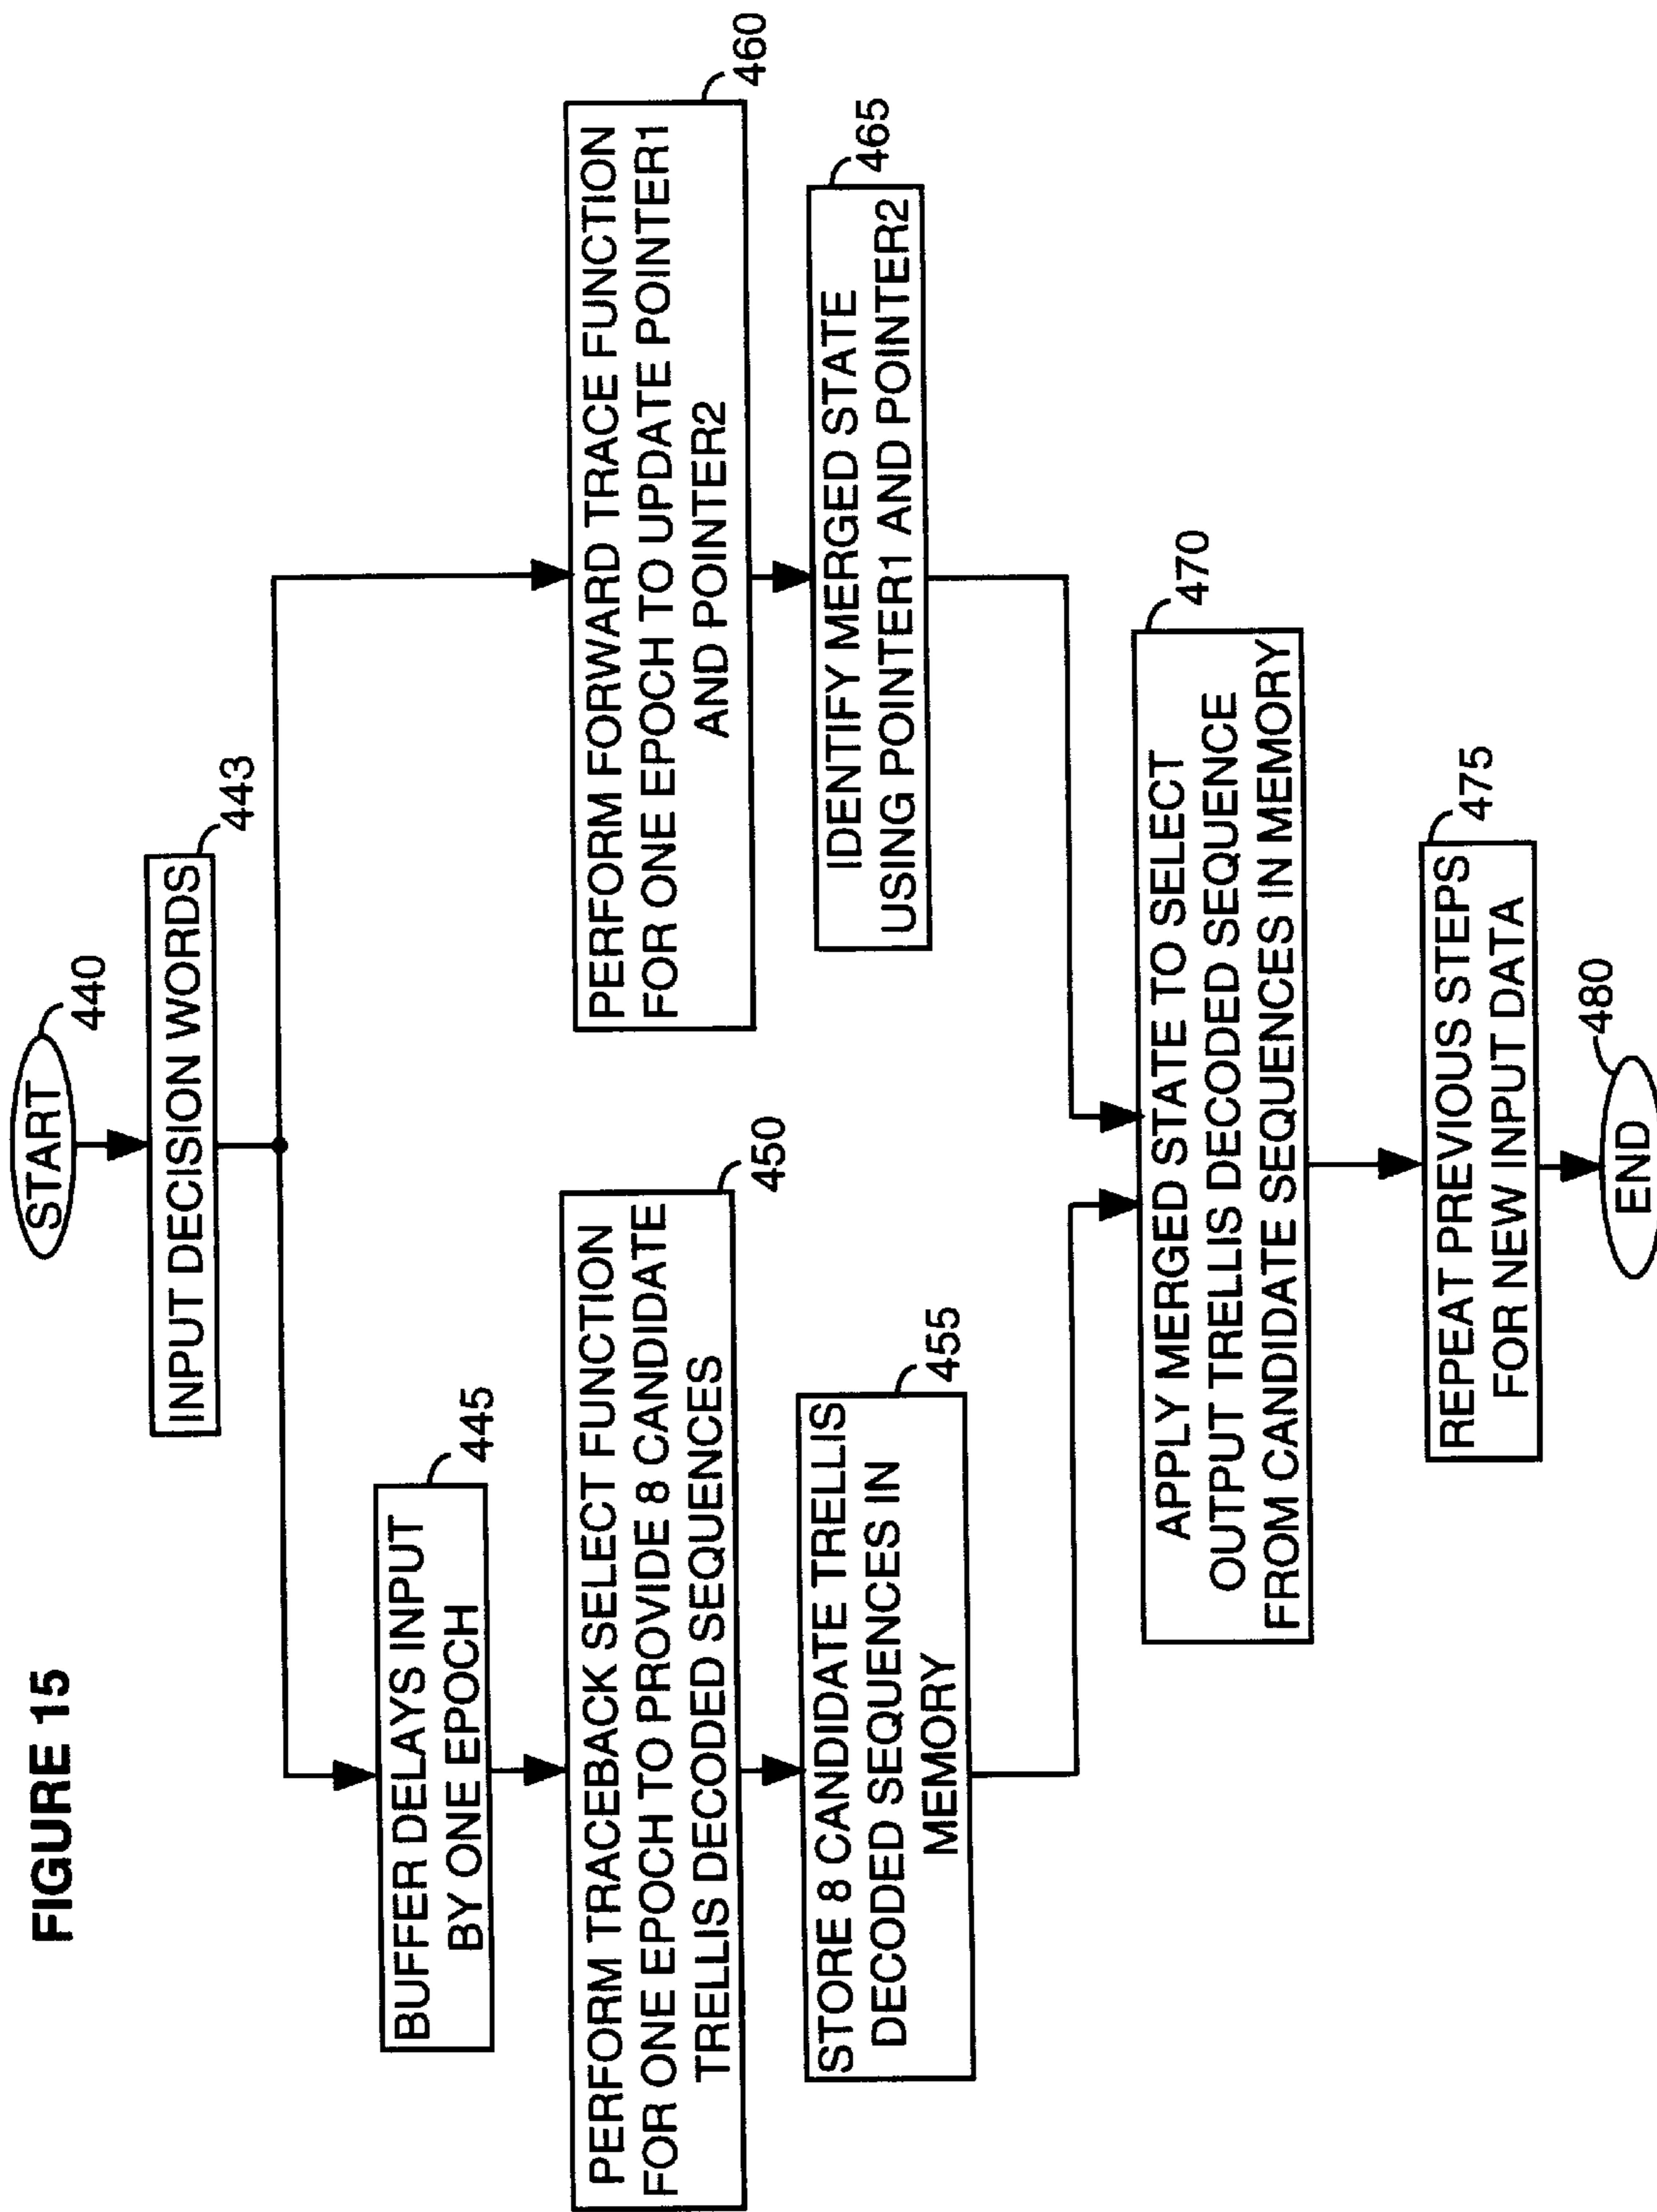 FIGURE 15
START
440
INPUT DECISION WORDS
443
BUFFER DELAYS INPUT
BY ONE EPOCH
445
PERFORM TRACEBACK SELECT FUNCTION
FOR ONE EPOCH TO PROVIDE 8 CANDIDATE
TRELLIS DECODED SEQUENCES
450
STORE 8 CANDIDATE TRELLIS
DECODED SEQUENCES IN
MEMORY
455
PERFORM FORWARD TRACE FUNCTION
FOR ONE EPOCH TO UPDATE POINTER1
AND POINTER2
460
IDENTIFY MERGED STATE
USING POINTER1 AND POINTER2
465
APPLY MERGED STATE TO SELECT
OUTPUT TRELLIS DECODED SEQUENCE
FROM CANDIDATE SEQUENCES IN MEMORY
470
REPEAT PREVIOUS STEPS
FOR NEW INPUT DATA
475
END
480